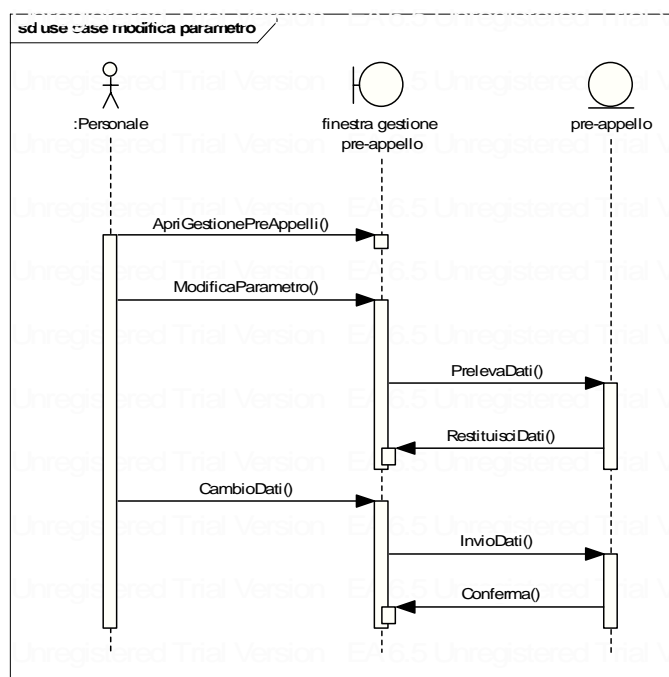 sd use case modifica parametro
:Personale
finestra gestione
pre-appello
pre-appello
ApriGestionePreAppelli()
ModificaParametro()
PrelevaDati()
RestituisciDati()
CambioDati()
InvioDati()
Conferma()
Unregistered Trial Version EA 6.5 Unregistered Trial V